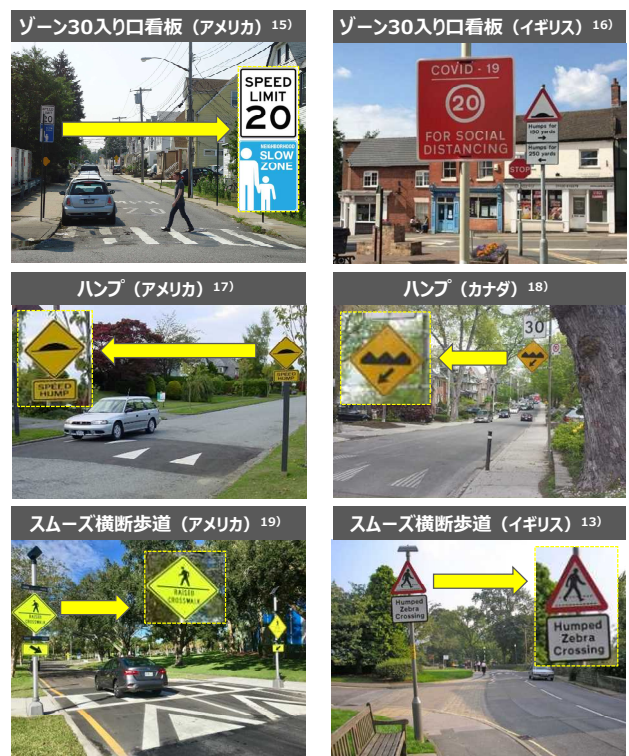 ゾーン30入り口看板（アメリカ）15）
SPEED
LIMIT
20
NEIGHBORHOOD
SLOW
ZONE
ゾーン30入り口看板（イギリス）16）
COVID - 19
20
FOR SOCIAL
DISTANCING
Humps for
150 yards
Humps for
250 yards
STOP
ハンプ（アメリカ）17）
SPEED
HUMP
SPEED
HUMP
ハンプ（カナダ）18）
30
スムーズ横断歩道（アメリカ）19）
RAISED
CROSSWALK
RAISED
CROSSWALK
スムーズ横断歩道（イギリス）13）
Humped
Zebra
Crossing
Humped
Zebra
Crossing